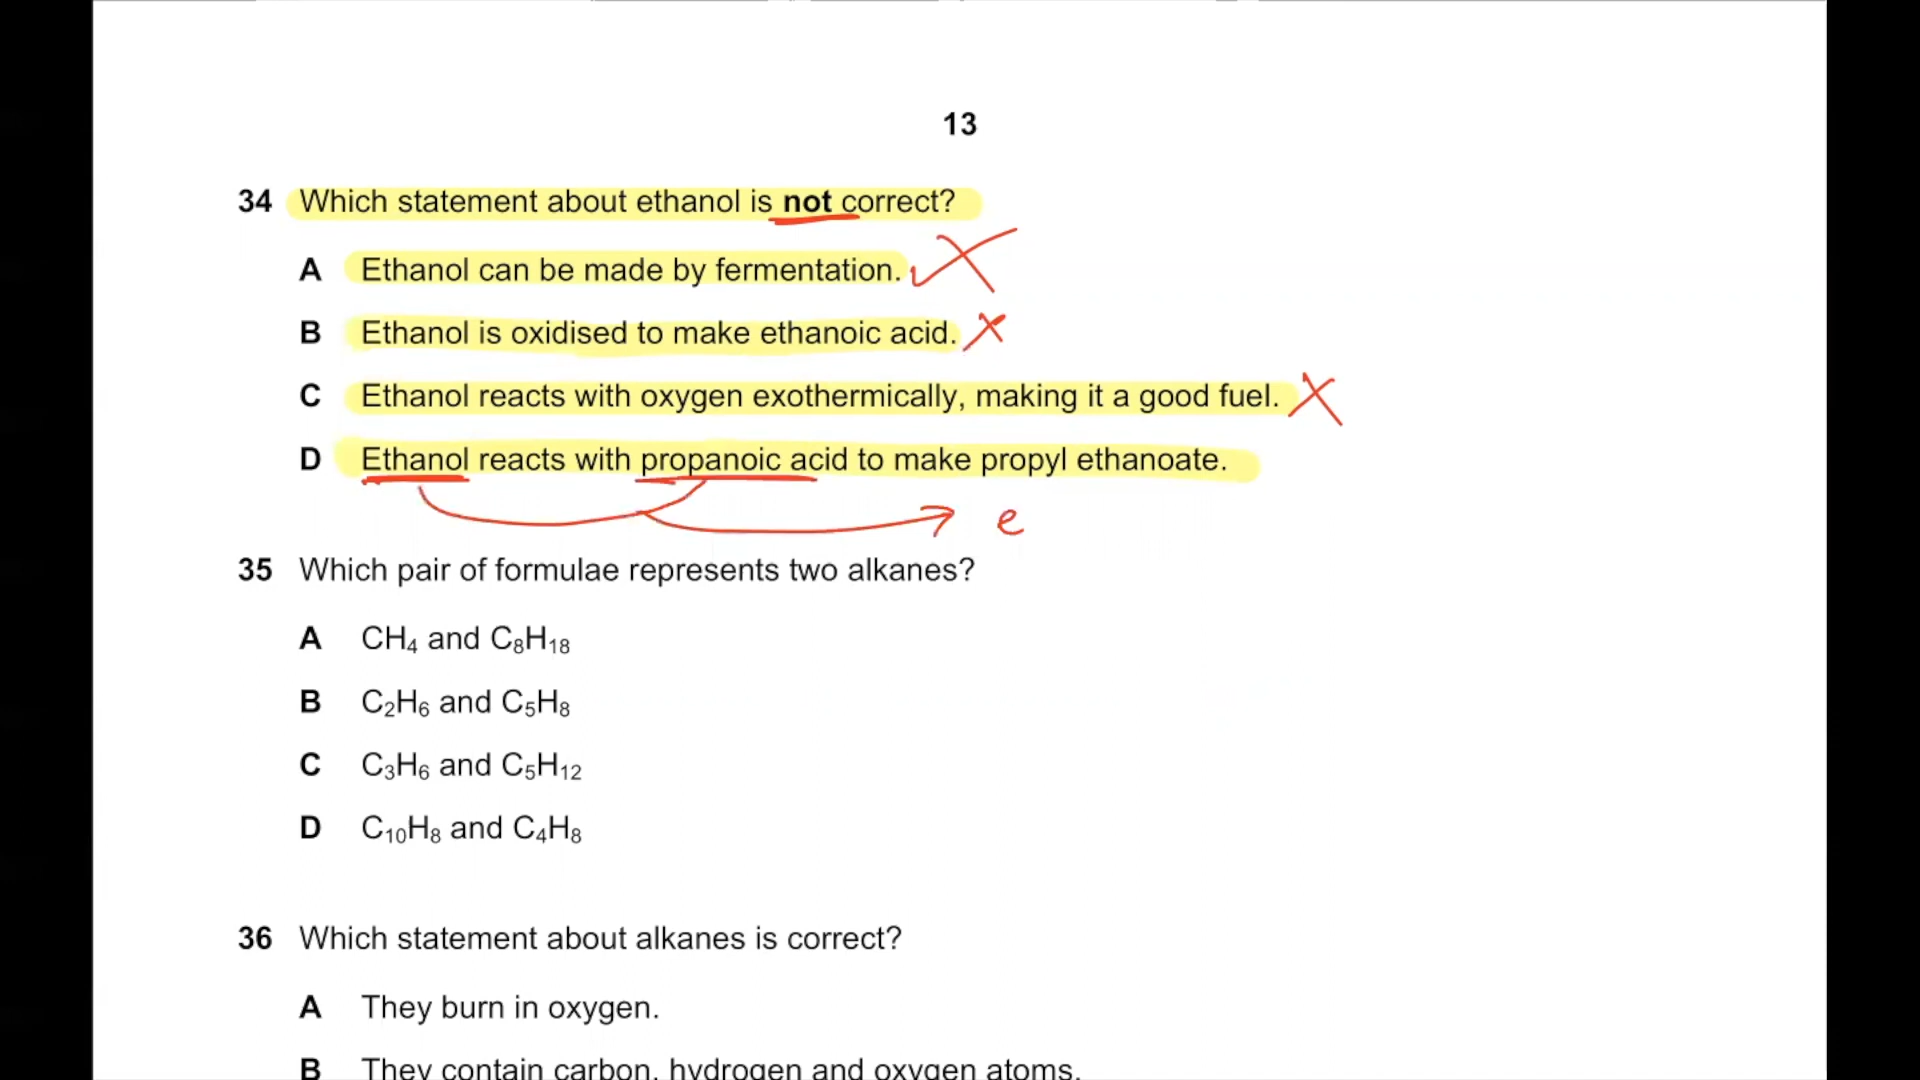 13
34 Which statement about ethanol is not correct?
A Ethanol can be made by fermentation.
B Ethanol is oxidised to make ethanoic acid.
C Ethanol reacts with oxygen exothermically, making it a good fuel.
D Ethanol reacts with propanoic acid to make propyl ethanoate.
e
35 Which pair of formulae represents two alkanes?
A CH₄ and C₈H₁₈
B C₂H₆ and C₅H₈
C C₃H₆ and C₅H₁₂
D C₁₀H₈ and C₄H₈
36 Which statement about alkanes is correct?
A They burn in oxygen.
B They contain carbon, hydrogen and oxygen atoms.